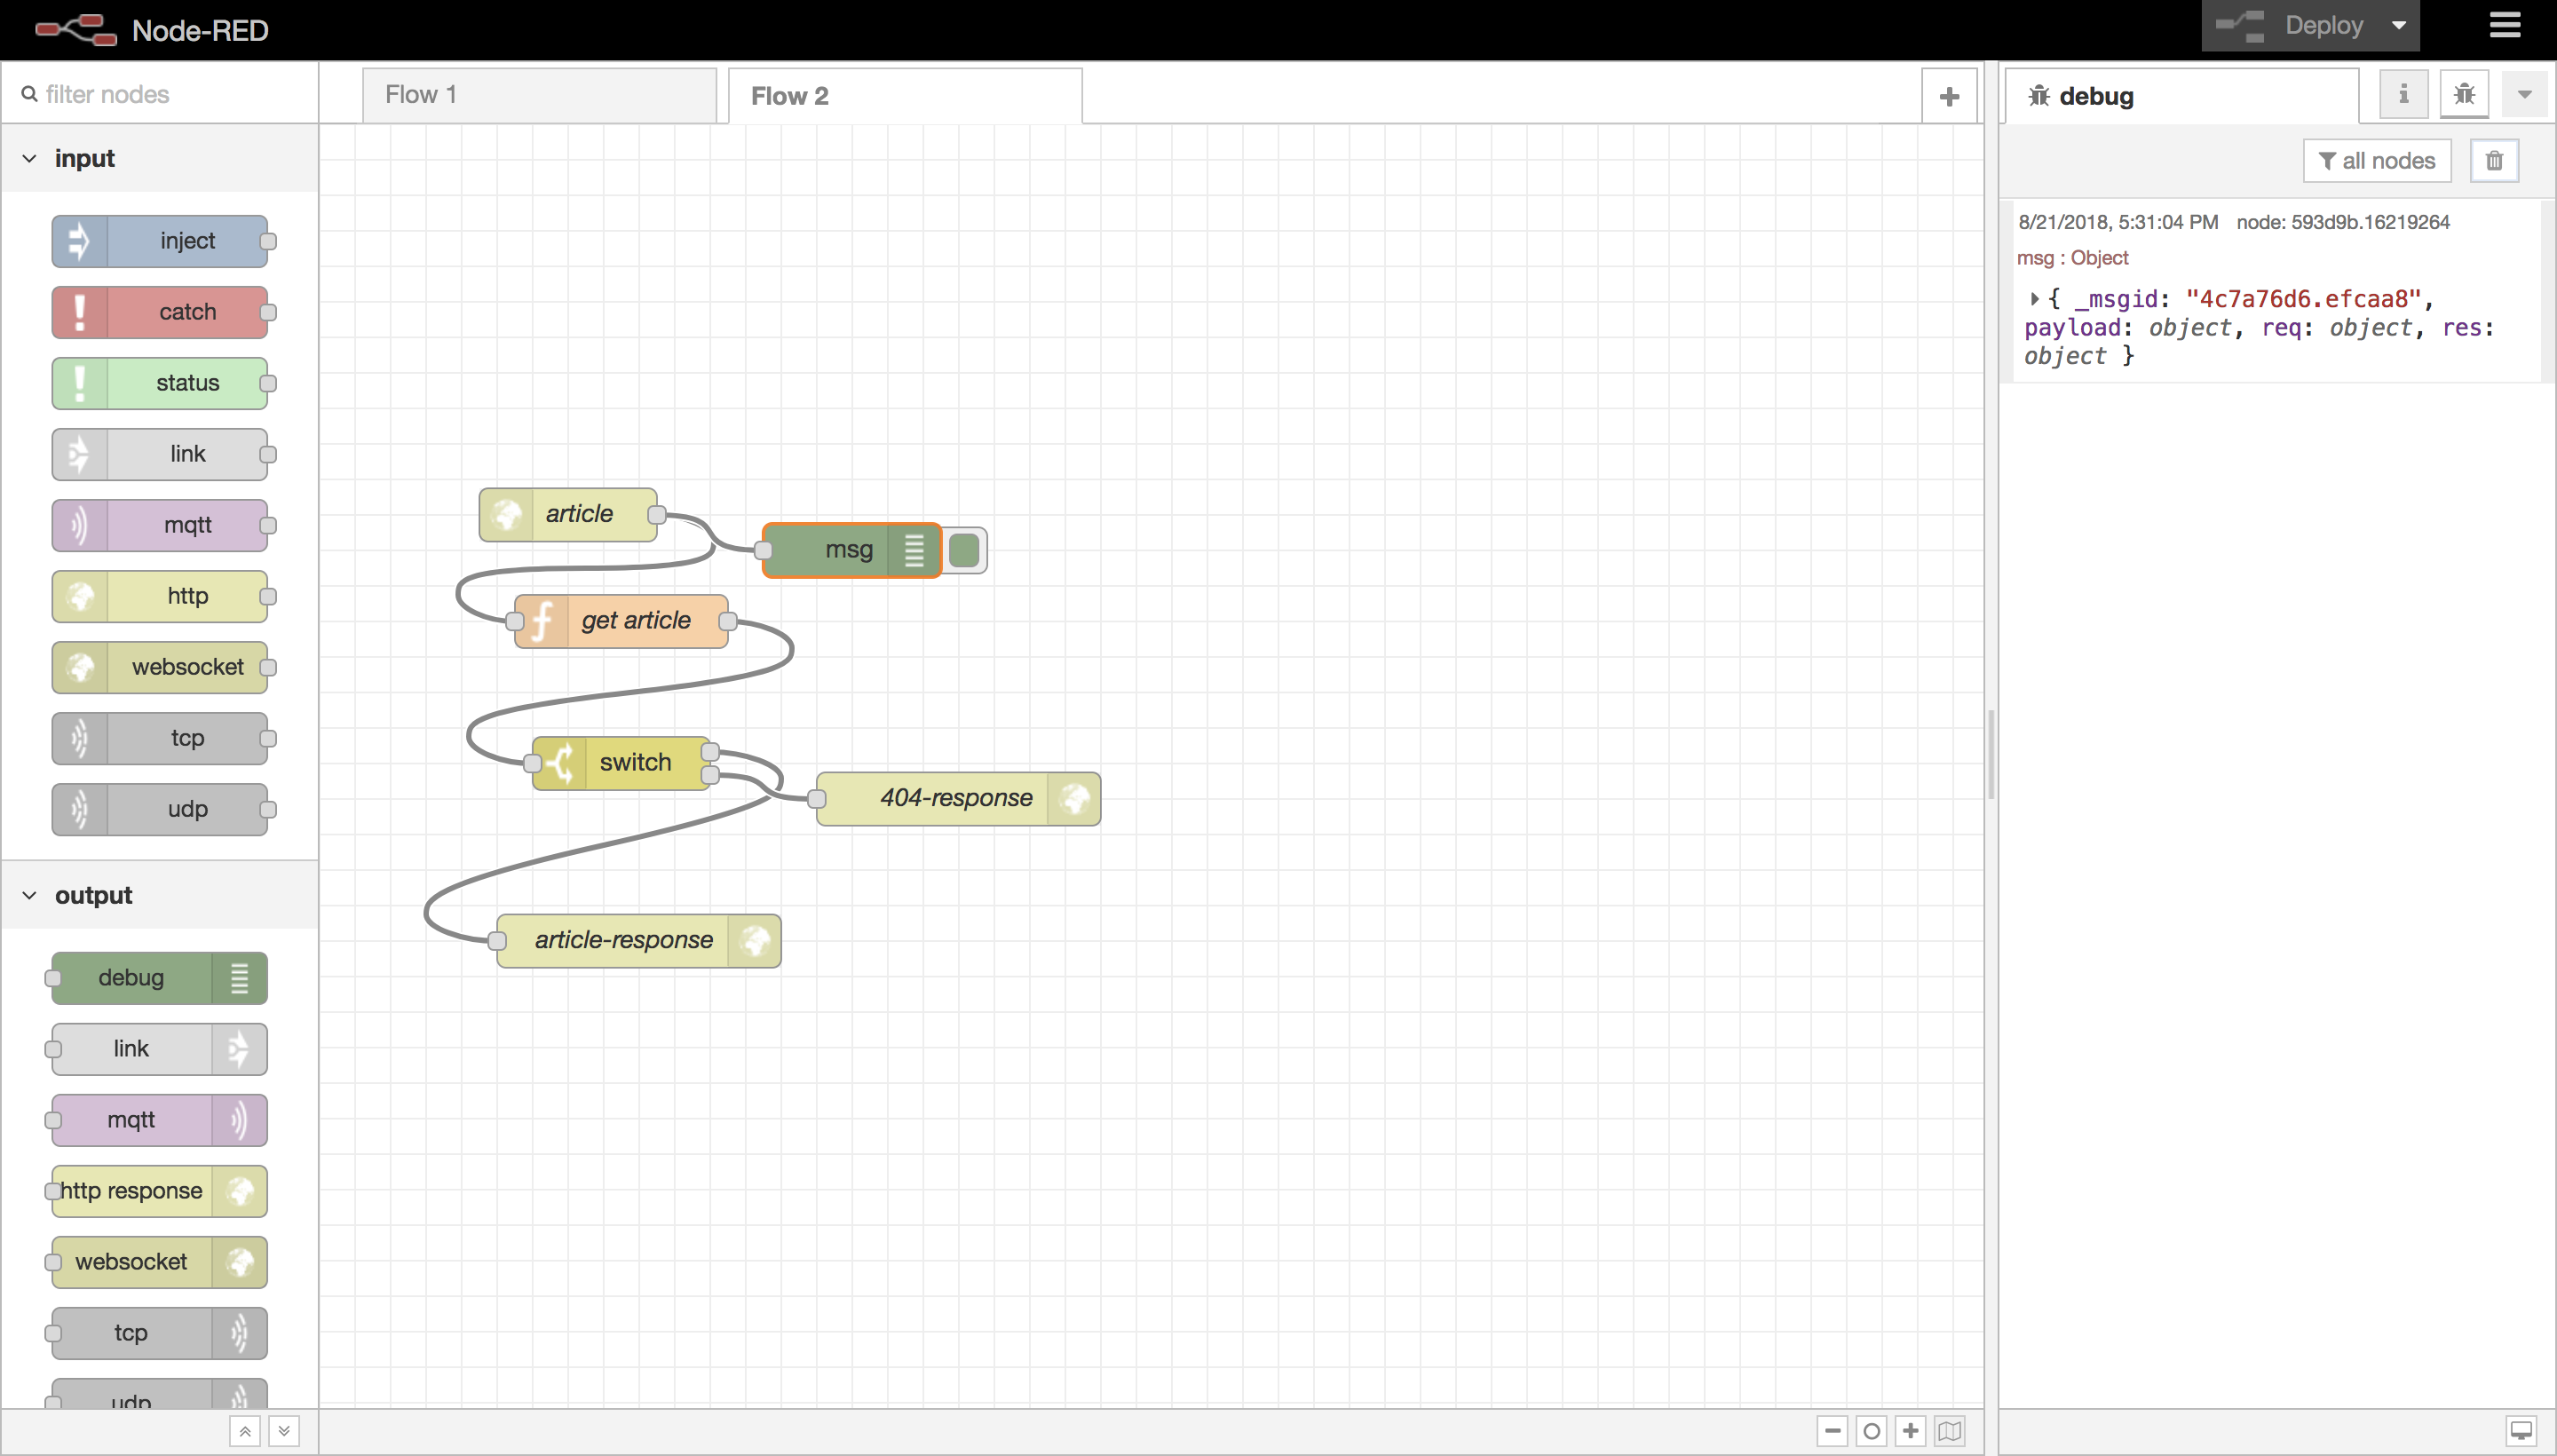 Node-RED
Deploy
filter nodes
Flow 1
Flow 2
debug
all nodes
input
inject
catch
status
link
mqtt
http
websocket
tcp
udp
output
debug
link
mqtt
http response
websocket
tcp
udp
article
msg
get article
switch
404-response
article-response
8/21/2018, 5:31:04 PM node: 593d9b.16219264
msg : Object
{ _msgid: "4c7a76d6.efcaa8",
payload: object, req: object, res:
object }